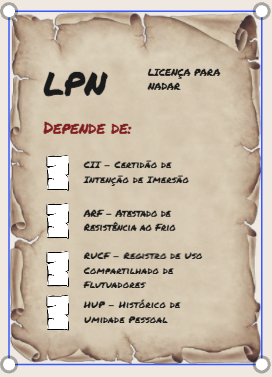 LPN
LICENÇA PARA
NADAR
DEPENDE DE:
CII – CERTIDÃO DE
INTENÇÃO DE IMERSÃO
ARF – ATESTADO DE
RESISTÊNCIA AO FRIO
RUCF – REGISTRO DE USO
COMPARTILHADO DE
FLUTUADORES
HUP – HISTÓRICO DE
UMIDADE PESSOAL